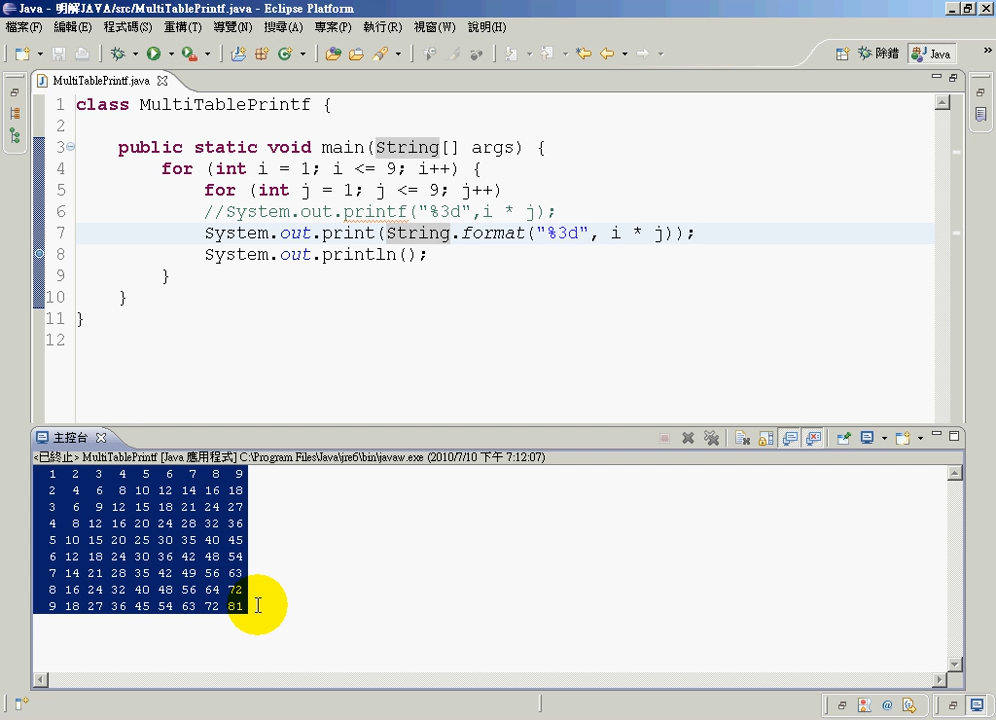 Java - 明解JAVA/src/MultiTablePrintf.java - Eclipse Platform
檔案(F) 編輯(E) 程式碼(S) 重構(T) 導覽(N) 搜尋(A) 專案(P) 執行(R) 視窗(W) 說明(H)
除錯 Java »
MultiTablePrintf.java
1 class MultiTablePrintf {
2
3 public static void main(String[] args) {
4 for (int i = 1; i <= 9; i++) {
5 for (int j = 1; j <= 9; j++)
6 //System.out.printf("%3d",i * j);
7 System.out.print(String.format("%3d", i * j));
8 System.out.println();
9 }
10 }
11 }
12
主控台
<已終止> MultiTablePrintf [Java 應用程式] C:\Program Files\Java\jre6\bin\javaw.exe (2010/7/10 下午 7:12:07)
1 2 3 4 5 6 7 8 9
2 4 6 8 10 12 14 16 18
3 6 9 12 15 18 21 24 27
4 8 12 16 20 24 28 32 36
5 10 15 20 25 30 35 40 45
6 12 18 24 30 36 42 48 54
7 14 21 28 35 42 49 56 63
8 16 24 32 40 48 56 64 72
9 18 27 36 45 54 63 72 81